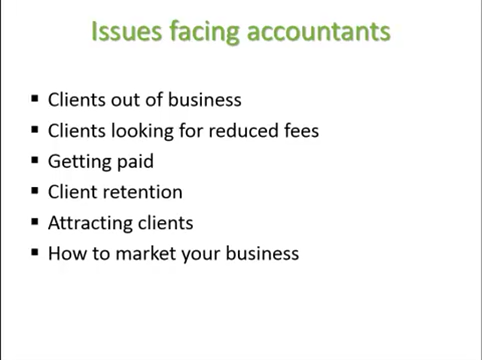 Issues facing accountants
▪ Clients out of business
▪ Clients looking for reduced fees
▪ Getting paid
▪ Client retention
▪ Attracting clients
▪ How to market your business